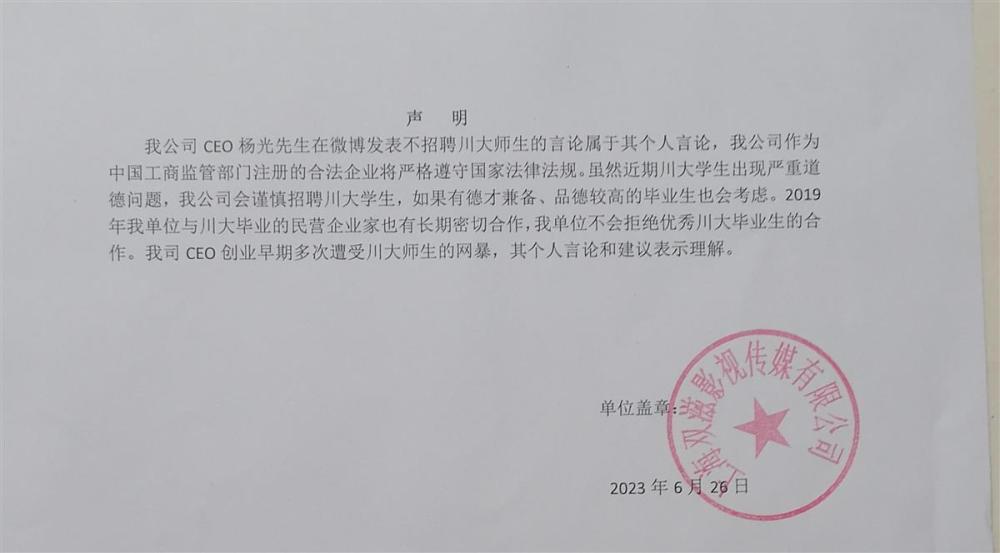 声 明
我公司 CEO 杨光先生在微博发表不招聘川大师生的言论属于其个人言论，我公司作为
中国工商监管部门注册的合法企业将严格遵守国家法律法规。虽然近期川大学生出现严重道
德问题，我公司会谨慎招聘川大学生，如果有德才兼备、品德较高的毕业生也会考虑。2019
年我单位与川大毕业的民营企业家也有长期密切合作，我单位不会拒绝优秀川大毕业生的合
作。我司 CEO 创业早期多次遭受川大师生的网暴，其个人言论和建议表示理解。
单位盖章：
上海双滋影视传媒有限公司
2023 年 6 月 26 日